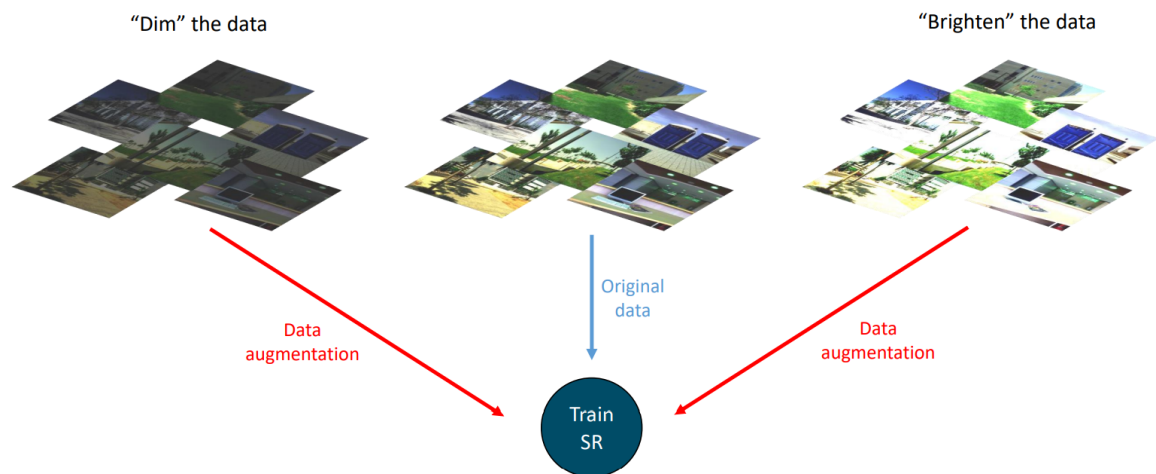 “Dim” the data
“Brighten” the data
Original
data
Data
augmentation
Data
augmentation
Train
SR